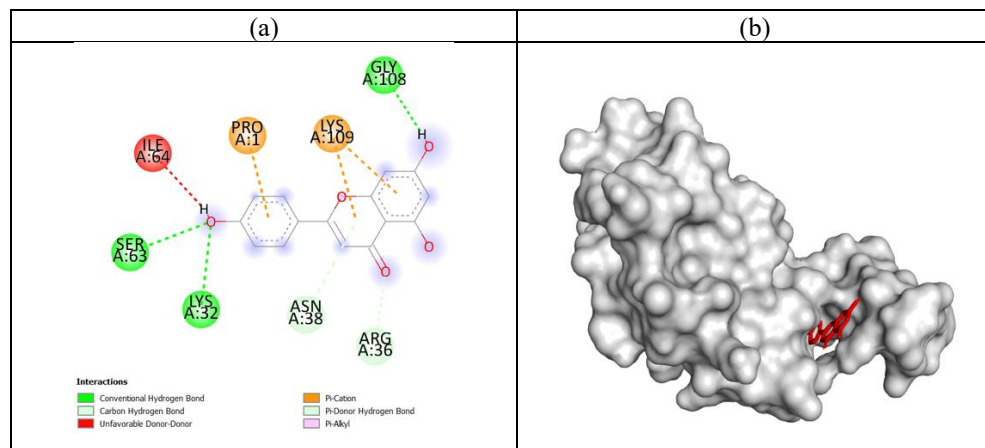 (a)
(b)
GLY
A:108
H
O
LYS
A:109
PRO
A:1
ILE
A:64
O
H
O
SER
A:63
O
O
LYS
A:32
ASN
A:38
ARG
A:36
Interactions
Conventional Hydrogen Bond
Carbon Hydrogen Bond
Unfavorable Donor-Donor
Pi-Cation
Pi-Donor Hydrogen Bond
Pi-Alkyl